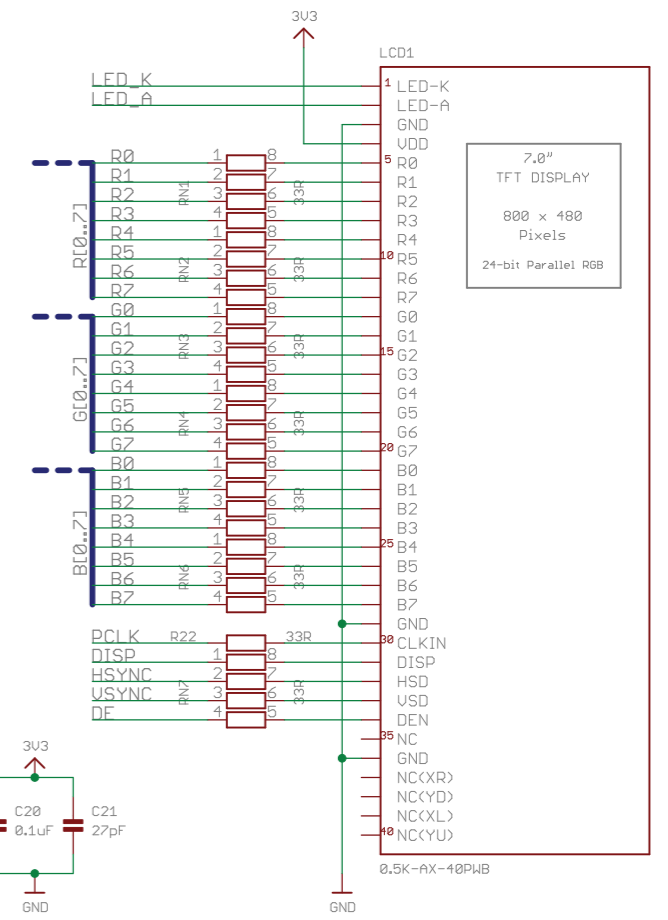 3V3
LCD1
LED_K 1 LED-K
LED_A LED-A
GND
VDD
R0 1 8 5 R0
R1 2 7 R1
R2 3 6 R2
R3 4 5 R3
R4 1 8 R4
R5 2 7 10 R5
R6 3 6 R6
R7 4 5 R7
G0 1 8 G0
G1 2 7 G1
G2 3 6 15 G2
G3 4 5 G3
G4 1 8 G4
G5 2 7 G5
G6 3 6 G6
G7 4 5 20 G7
B0 1 8 B0
B1 2 7 B1
B2 3 6 B2
B3 4 5 B3
B4 1 8 25 B4
B5 2 7 B5
B6 3 6 B6
B7 4 5 B7
GND
PCLK R22 33R 30 CLKIN
DISP 1 8 DISP
HSYNC 2 7 HSD
VSYNC 3 6 VSD
DE 4 5 DEN
35 NC
GND
NC(XR)
NC(YD)
NC(XL)
40 NC(YU)
0.5K-AX-40PWB
R[0..7]
G[0..7]
B[0..7]
RN1 33R
RN2 33R
RN3 33R
RN4 33R
RN5 33R
RN6 33R
RN7 33R
7.0"
TFT DISPLAY
800 x 480
Pixels
24-bit Parallel RGB
3V3
C20 C21
0.1uF 27pF
GND
GND